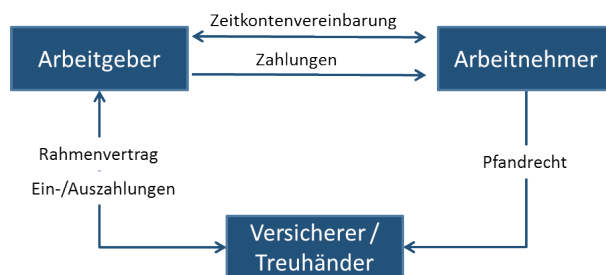 Zeitkontenvereinbarung
Arbeitgeber
Zahlungen
Arbeitnehmer
Rahmenvertrag
Ein-/Auszahlungen
Pfandrecht
Versicherer /
Treuhänder